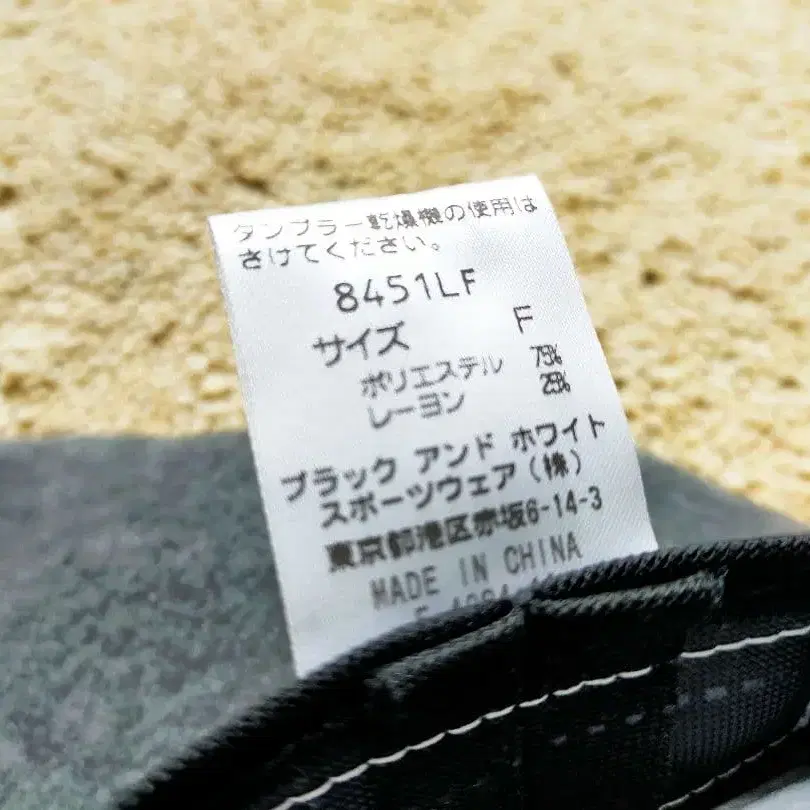 タンブラー乾燥機の使用は
さけてください。
8451LF
サイズ F
ポリエステル 75%
レーヨン 25%
ブラック アンド ホワイト
スポーツウェア(株)
東京都港区赤坂6-14-3
MADE IN CHINA